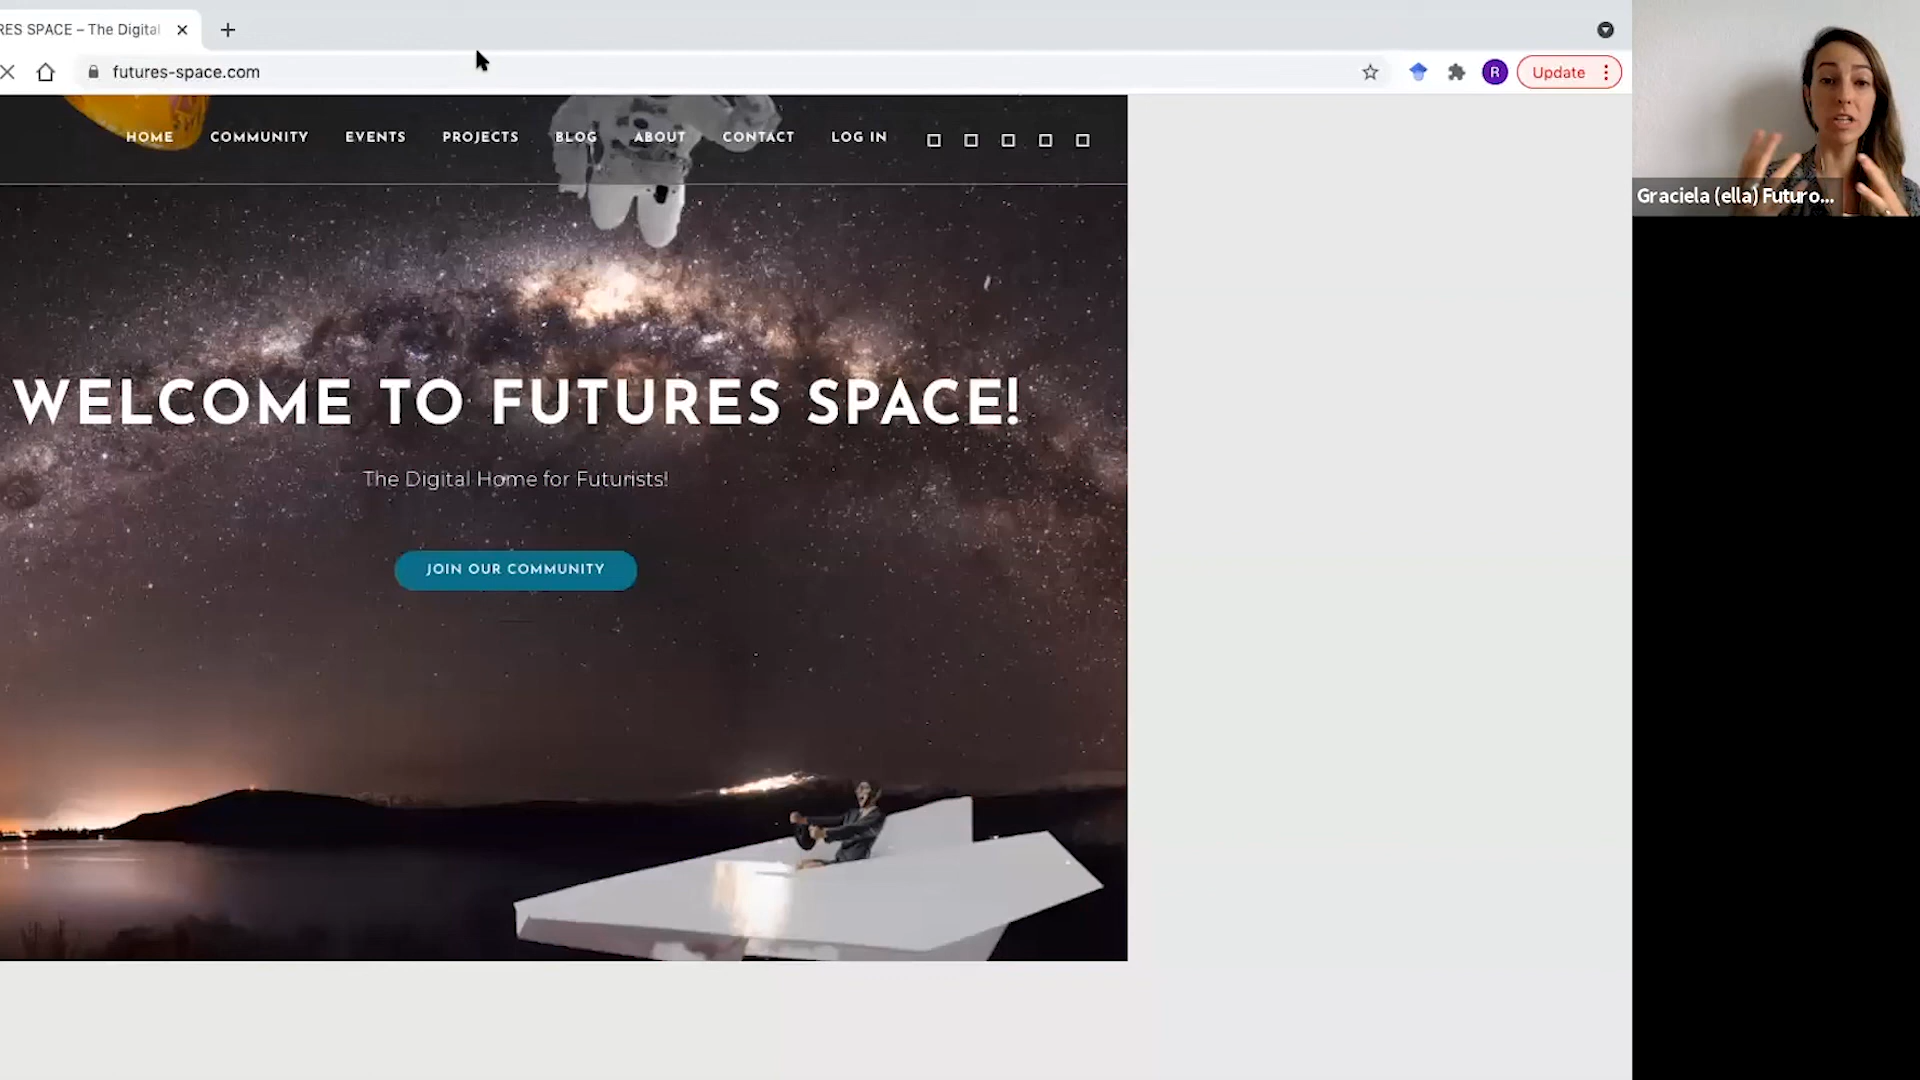 RES SPACE – The Digital
futures-space.com
R
Update
HOME COMMUNITY EVENTS PROJECTS BLOG ABOUT CONTACT LOG IN
Graciela (ella) Futuro...
WELCOME TO FUTURES SPACE!
The Digital Home for Futurists!
JOIN OUR COMMUNITY